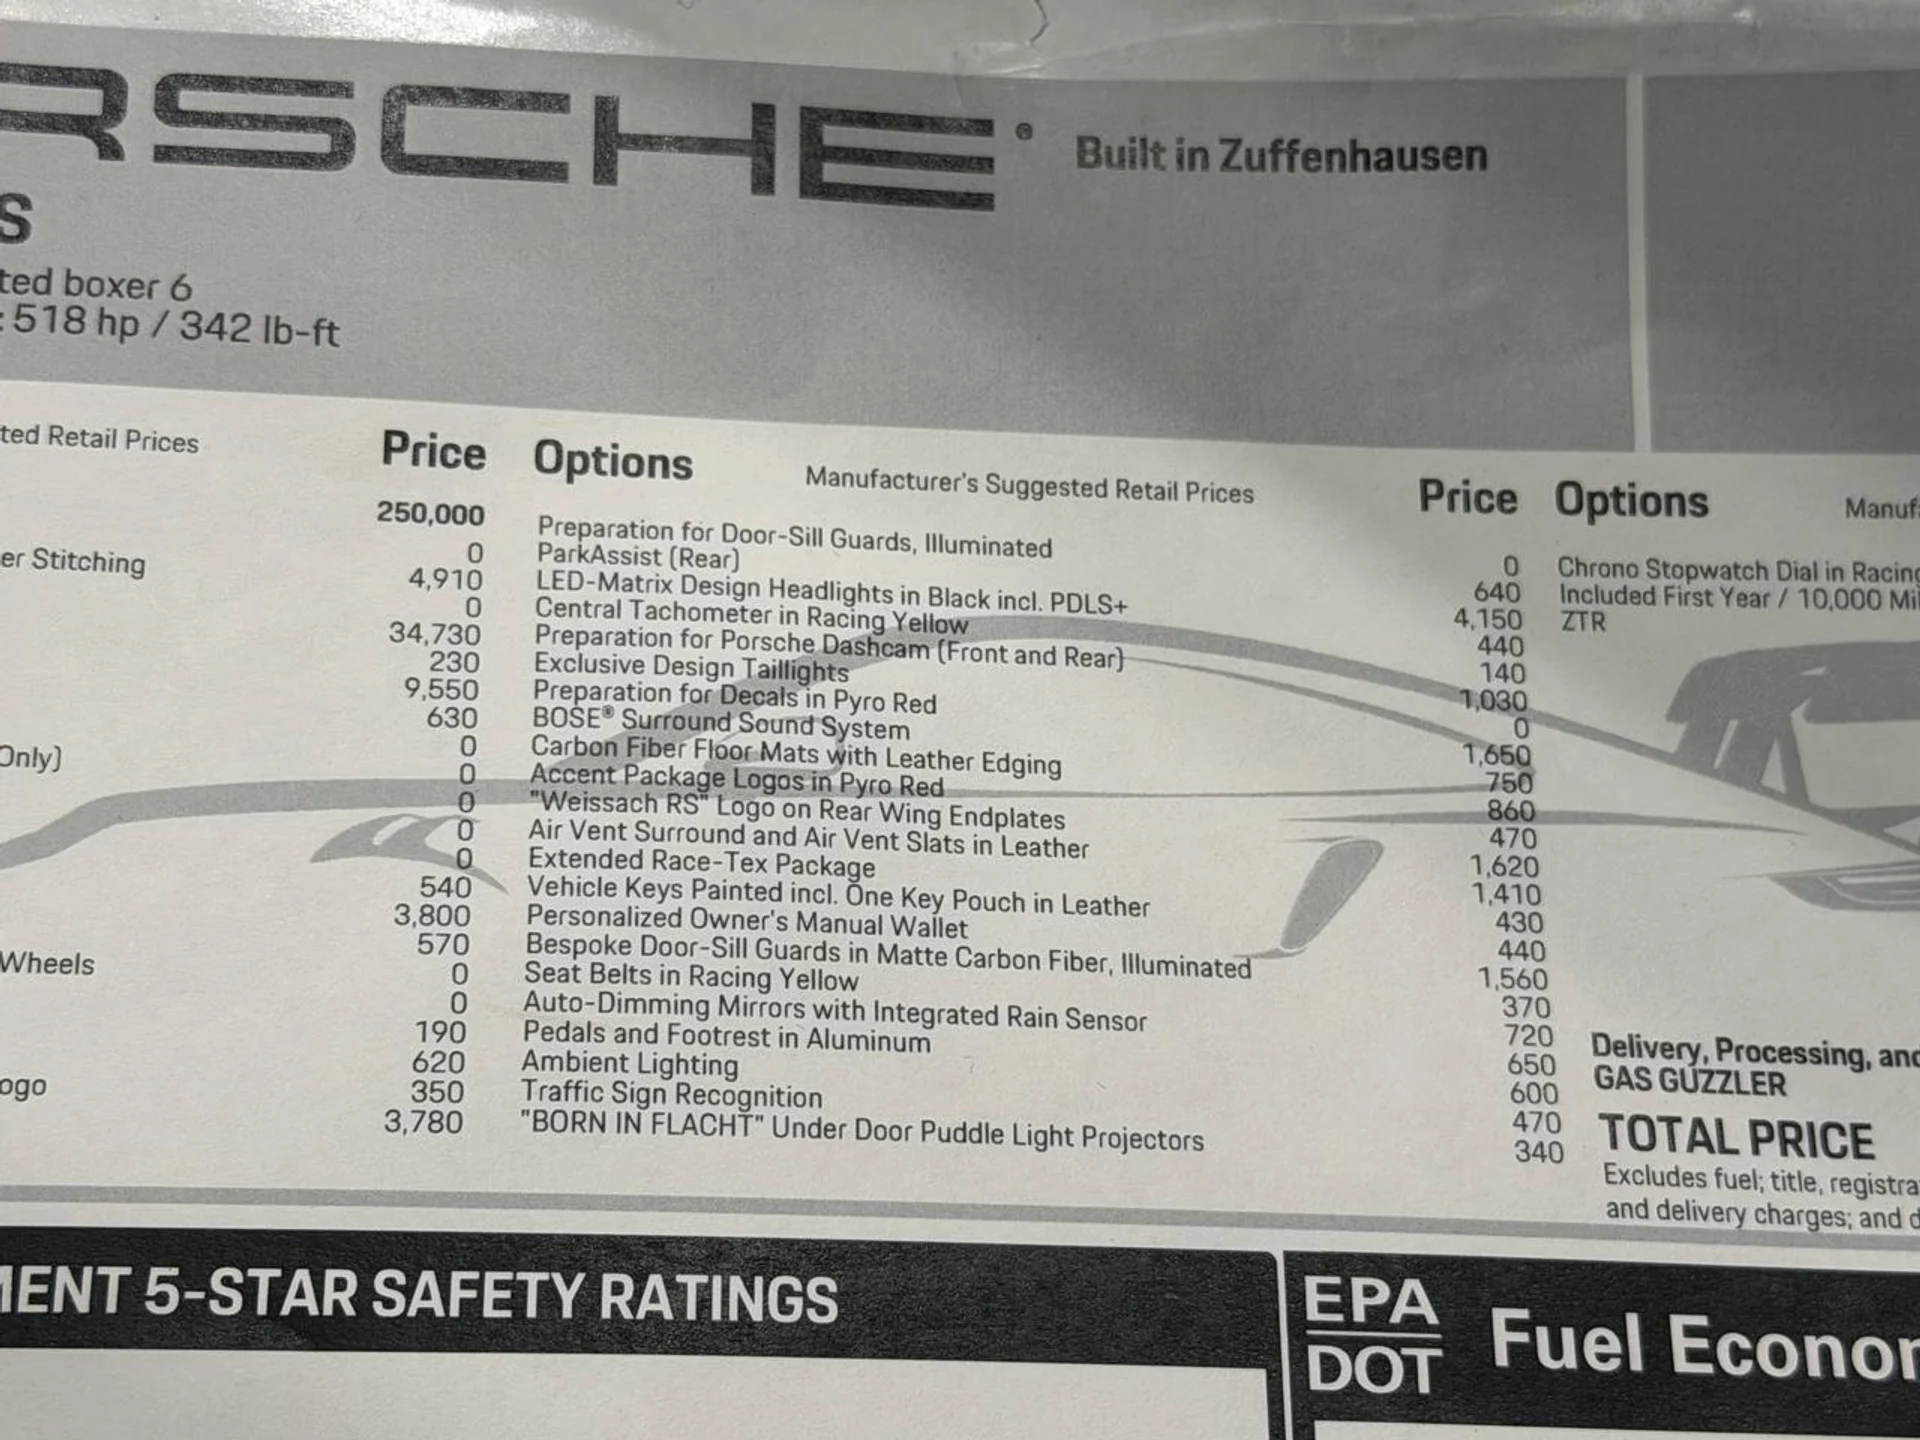 RSCHE®
Built in Zuffenhausen
S
ted boxer 6
: 518 hp / 342 lb-ft
ted Retail Prices
Price
250,000
0
er Stitching
4,910
0
34,730
230
9,550
630
0
Only)
0
0
0
0
540
3,800
570
Wheels
0
0
190
620
350
ogo
3,780
Options
Manufacturer's Suggested Retail Prices
Price
Preparation for Door-Sill Guards, Illuminated 0
ParkAssist (Rear) 640
LED-Matrix Design Headlights in Black incl. PDLS+ 4,150
Central Tachometer in Racing Yellow 440
Preparation for Porsche Dashcam (Front and Rear) 140
Exclusive Design Taillights 1,030
Preparation for Decals in Pyro Red 0
BOSE® Surround Sound System 1,650
Carbon Fiber Floor Mats with Leather Edging 750
Accent Package Logos in Pyro Red 860
"Weissach RS" Logo on Rear Wing Endplates 470
Air Vent Surround and Air Vent Slats in Leather 1,620
Extended Race-Tex Package 1,410
Vehicle Keys Painted incl. One Key Pouch in Leather 430
Personalized Owner's Manual Wallet 440
Bespoke Door-Sill Guards in Matte Carbon Fiber, Illuminated 1,560
Seat Belts in Racing Yellow 370
Auto-Dimming Mirrors with Integrated Rain Sensor 720
Pedals and Footrest in Aluminum 650
Ambient Lighting 600
Traffic Sign Recognition 470
"BORN IN FLACHT" Under Door Puddle Light Projectors 340
Options
Manuf
Chrono Stopwatch Dial in Racing
Included First Year / 10,000 Mil
ZTR
Delivery, Processing, and
GAS GUZZLER
TOTAL PRICE
Excludes fuel; title, registra
and delivery charges; and d
MENT 5-STAR SAFETY RATINGS
EPA
DOT
Fuel Econom